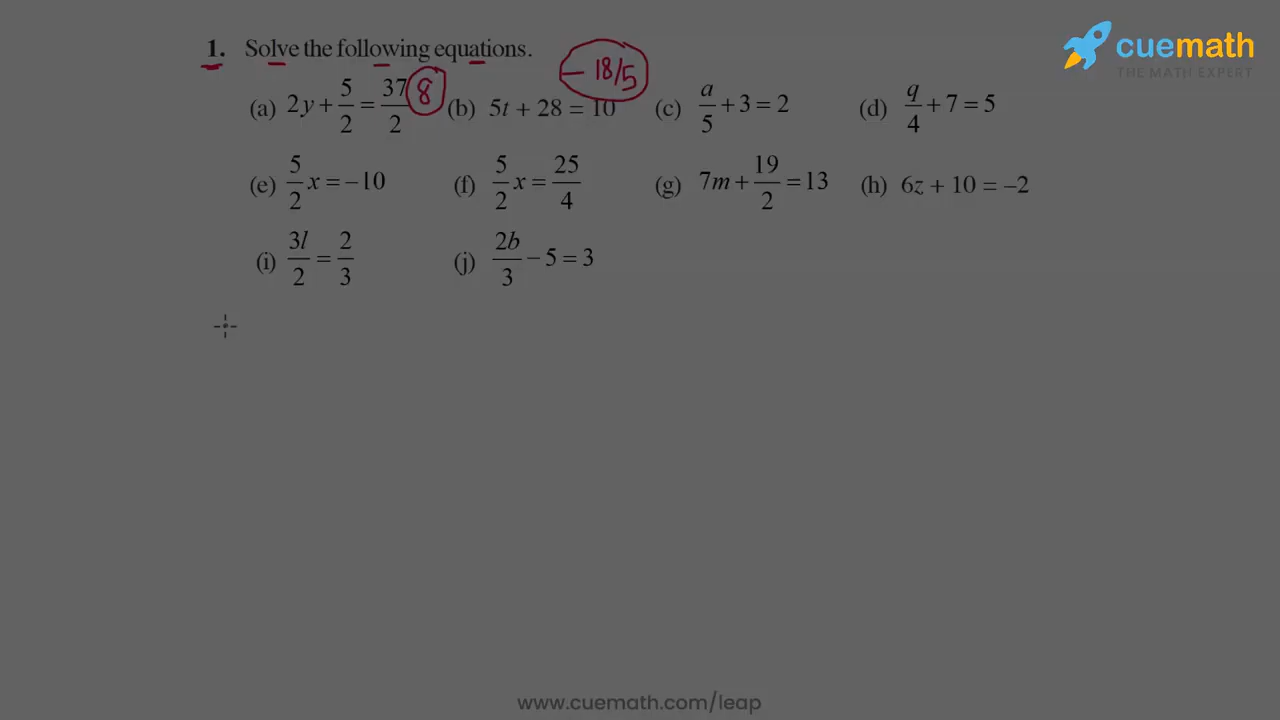 cuemath
THE MATH EXPERT
1. Solve the following equations.
(a) 2y + 5/2 = 37/2 8 (b) 5t + 28 = 10 – 18/5 (c) a/5 + 3 = 2 (d) q/4 + 7 = 5
(e) 5/2 x = –10 (f) 5/2 x = 25/4 (g) 7m + 19/2 = 13 (h) 6z + 10 = –2
(i) 3l/2 = 2/3 (j) 2b/3 – 5 = 3
www.cuemath.com/leap